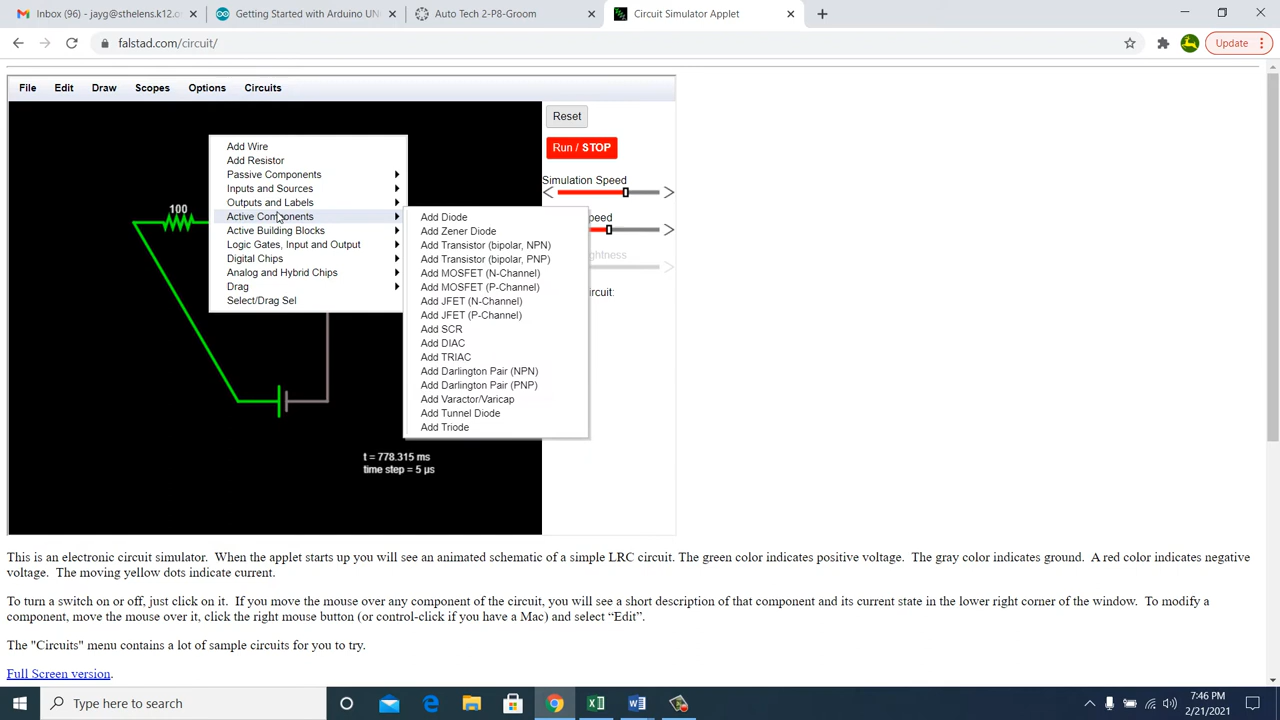 Inbox (96) - jayg@sthelens.k12.o
Getting Started with Arduino UN
Auto Tech 2-P8-Groom
Circuit Simulator Applet
falstad.com/circuit/
Update
File Edit Draw Scopes Options Circuits
Reset
Run / STOP
Simulation Speed
peed
ghtness
ircuit:
100
Add Wire
Add Resistor
Passive Components
Inputs and Sources
Outputs and Labels
Active Components
Active Building Blocks
Logic Gates, Input and Output
Digital Chips
Analog and Hybrid Chips
Drag
Select/Drag Sel
Add Diode
Add Zener Diode
Add Transistor (bipolar, NPN)
Add Transistor (bipolar, PNP)
Add MOSFET (N-Channel)
Add MOSFET (P-Channel)
Add JFET (N-Channel)
Add JFET (P-Channel)
Add SCR
Add DIAC
Add TRIAC
Add Darlington Pair (NPN)
Add Darlington Pair (PNP)
Add Varactor/Varicap
Add Tunnel Diode
Add Triode
t = 778.315 ms
time step = 5 µs
This is an electronic circuit simulator. When the applet starts up you will see an animated schematic of a simple LRC circuit. The green color indicates positive voltage. The gray color indicates ground. A red color indicates negative
voltage. The moving yellow dots indicate current.
To turn a switch on or off, just click on it. If you move the mouse over any component of the circuit, you will see a short description of that component and its current state in the lower right corner of the window. To modify a
component, move the mouse over it, click the right mouse button (or control-click if you have a Mac) and select “Edit”.
The "Circuits" menu contains a lot of sample circuits for you to try.
Full Screen version.
Type here to search
7:46 PM
2/21/2021